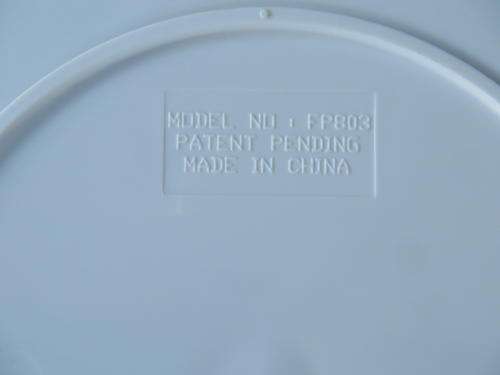 MODEL NO : FP803
PATENT PENDING
MADE IN CHINA